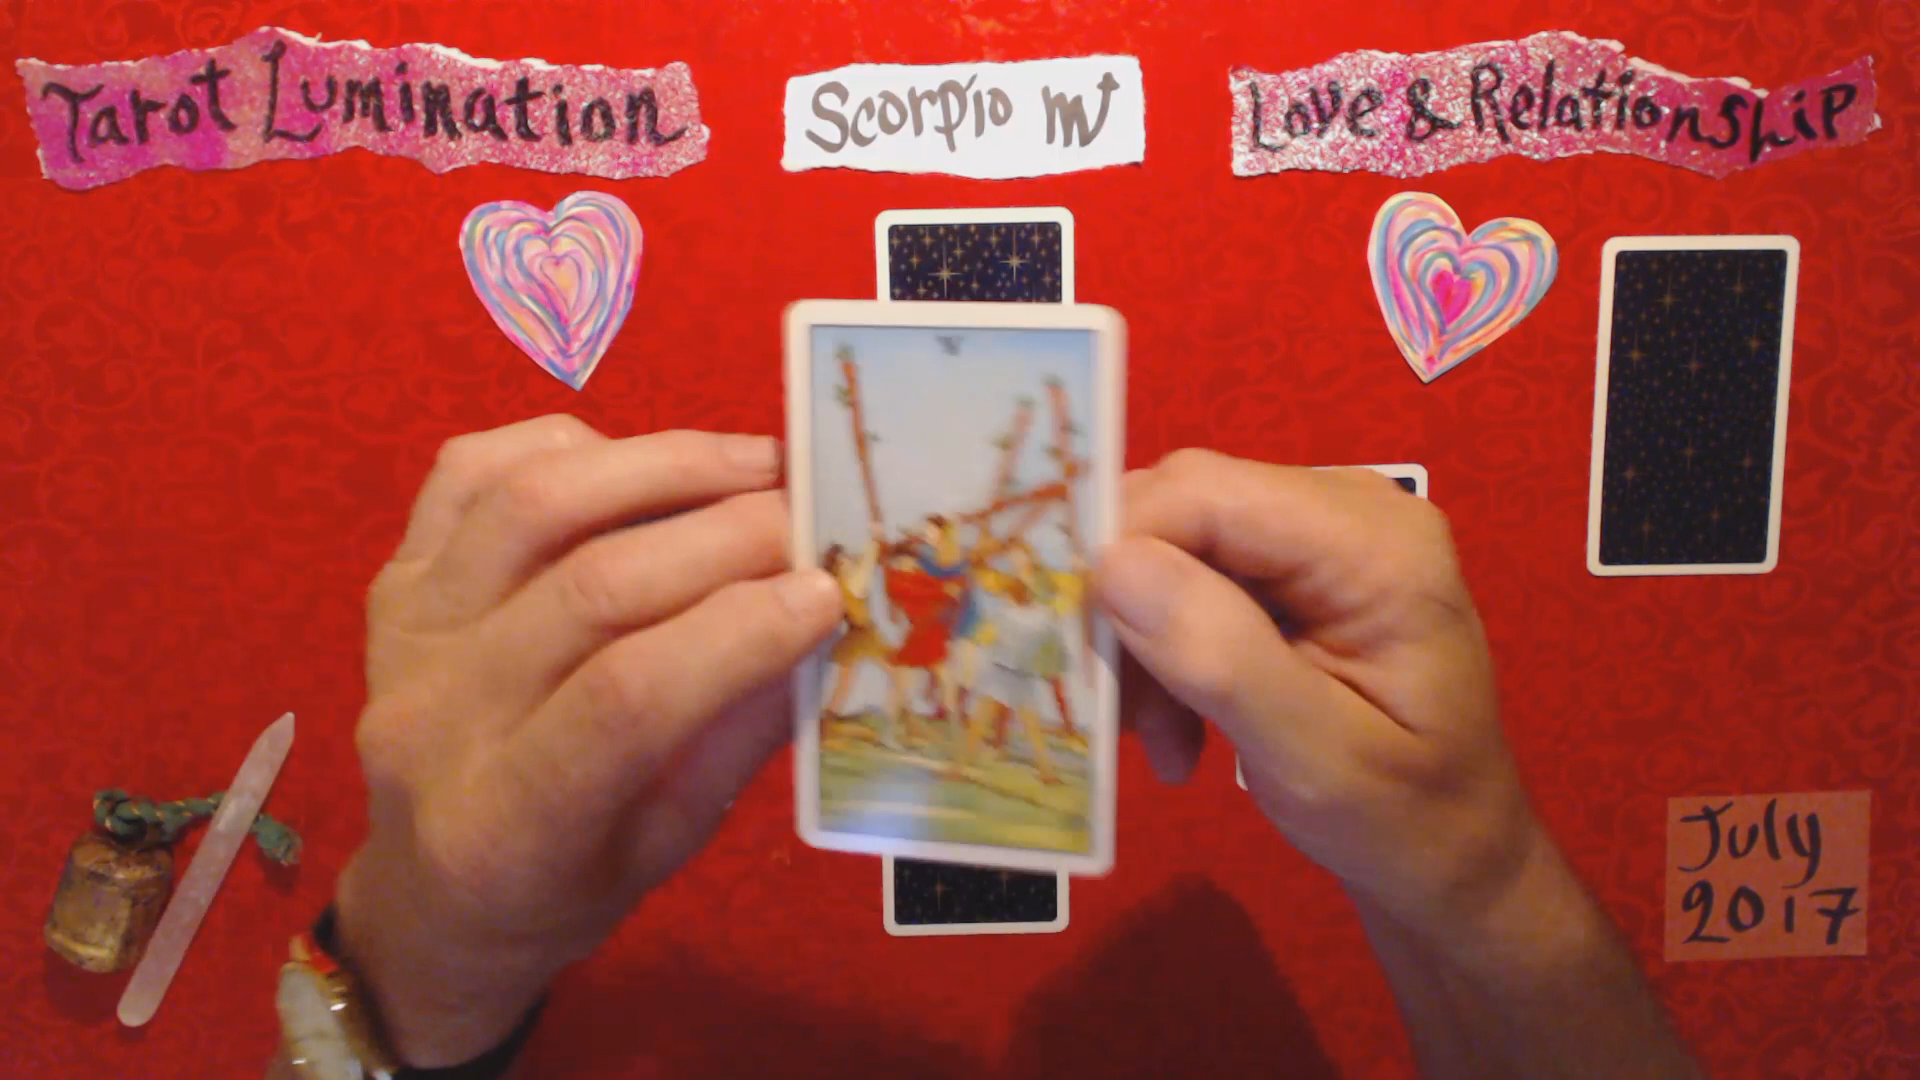 Tarot Lumination
Scorpio ♏
Love & Relationship
July
2017